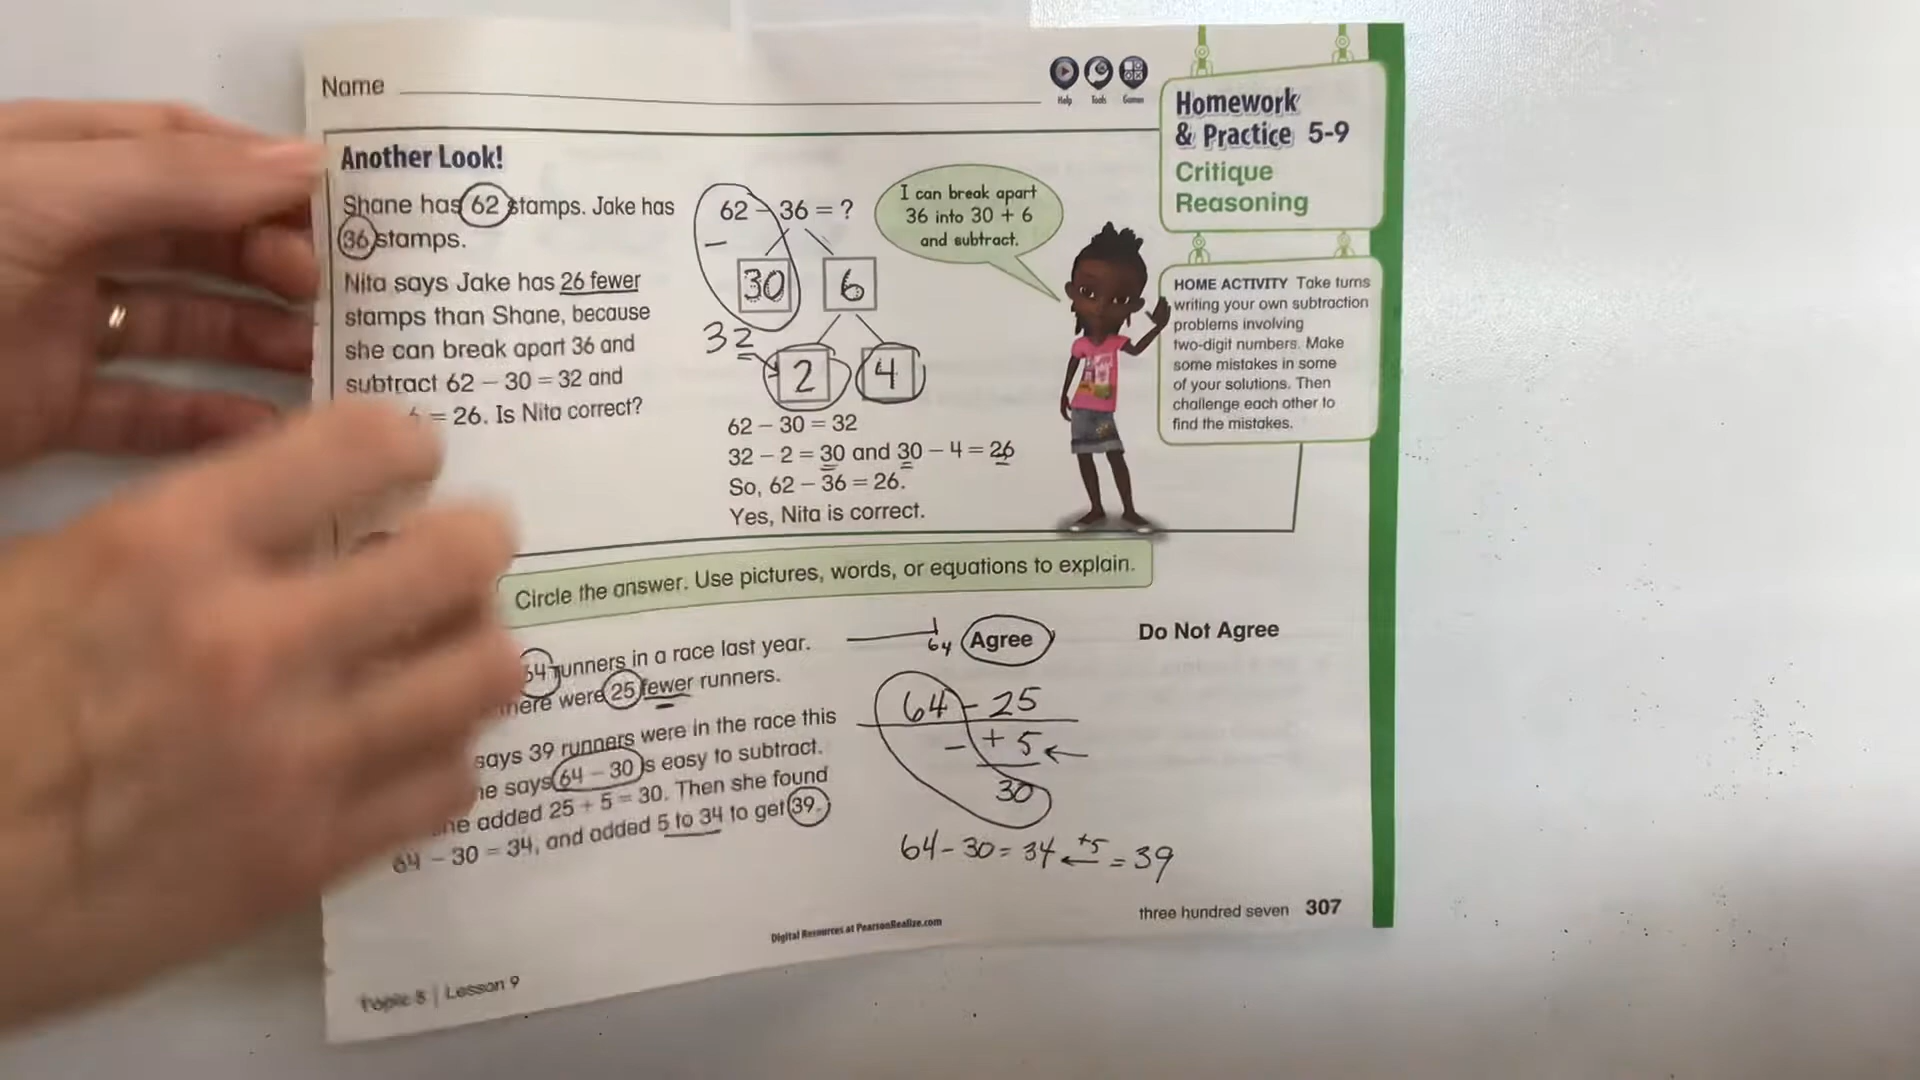 Name
Help Tools Games
Homework
& Practice 5-9
Critique
Reasoning
Another Look!
Shane has 62 stamps. Jake has
36 stamps.
Nita says Jake has 26 fewer
stamps than Shane, because
she can break apart 36 and
subtract 62 – 30 = 32 and
= 26. Is Nita correct?
62 – 36 = ?
–
30 6
32
2 4
62 – 30 = 32
32 – 2 = 30 and 30 – 4 = 26
So, 62 – 36 = 26.
Yes, Nita is correct.
I can break apart
36 into 30 + 6
and subtract.
HOME ACTIVITY Take turns
writing your own subtraction
problems involving
two-digit numbers. Make
some mistakes in some
of your solutions. Then
challenge each other to
find the mistakes.
Circle the answer. Use pictures, words, or equations to explain.
64 runners in a race last year.
were 25 fewer runners.
says 39 runners were in the race this
says 64 – 30 is easy to subtract.
added 25 + 5 = 30. Then she found
64 – 30 = 34, and added 5 to 34 to get 39.
64
Agree
Do Not Agree
64 – 25
– + 5 ←
30
64 – 30 = 34 ← +5 = 39
Digital Resources at PearsonRealize.com
three hundred seven 307
Topic 5 | Lesson 9